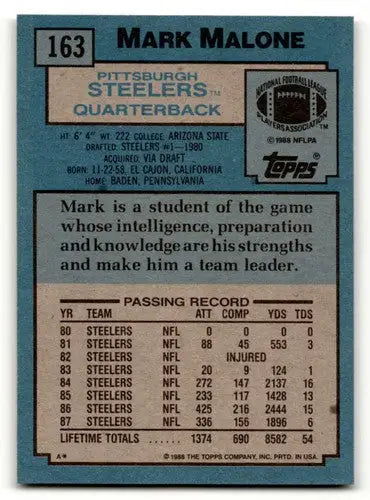 163
MARK MALONE
PITTSBURGH
STEELERS™
QUARTERBACK
NATIONAL FOOTBALL LEAGUE
PLAYERS ASSOCIATION™
©1988 NFLPA
TOPPS
HT: 6' 4" WT: 222 COLLEGE: ARIZONA STATE
DRAFTED: STEELERS #1—1980
ACQUIRED: VIA DRAFT
BORN: 11-22-58, EL CAJON, CALIFORNIA
HOME: BADEN, PENNSYLVANIA
Mark is a student of the game
whose intelligence, preparation
and knowledge are his strengths
and make him a team leader.
PASSING RECORD
YR TEAM ATT COMP YDS TDS
80 STEELERS NFL 0 0 0 0
81 STEELERS NFL 88 45 553 3
82 STEELERS NFL INJURED
83 STEELERS NFL 20 9 124 1
84 STEELERS NFL 272 147 2137 16
85 STEELERS NFL 233 117 1428 13
86 STEELERS NFL 425 216 2444 15
87 STEELERS NFL 336 156 1896 6
LIFETIME TOTALS ...... 1374 690 8582 54
A* ©1988 THE TOPPS COMPANY, INC. PRTD. IN USA.